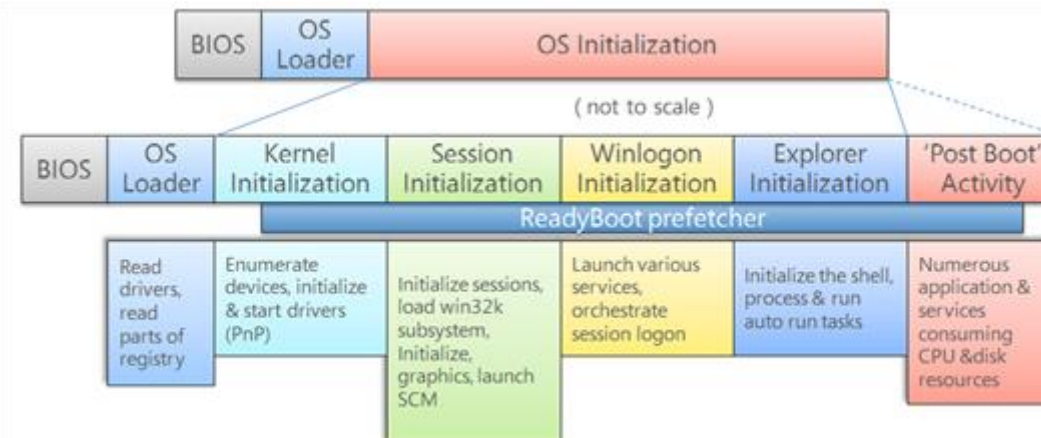 BIOS
OS
Loader
OS Initialization
( not to scale )
BIOS
OS
Loader
Kernel
Initialization
Session
Initialization
Winlogon
Initialization
Explorer
Initialization
'Post Boot'
Activity
ReadyBoot prefetcher
Read
drivers,
read
parts of
registry
Enumerate
devices, initialize
& start drivers
(PnP)
Initialize sessions,
load win32k
subsystem,
Initialize,
graphics, launch
SCM
Launch various
services,
orchestrate
session logon
Initialize the shell,
process & run
auto run tasks
Numerous
application &
services
consuming
CPU &disk
resources